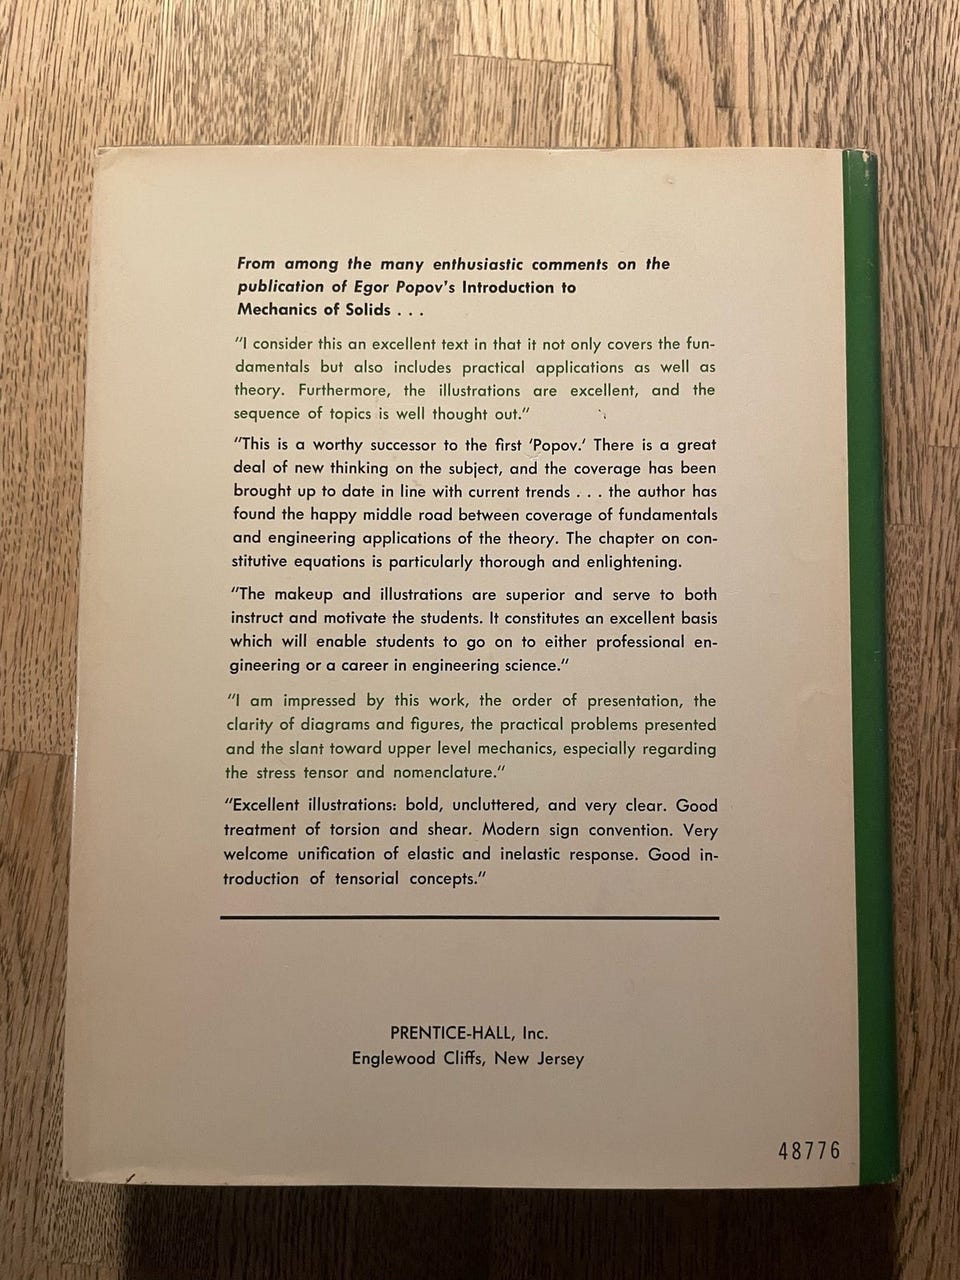 From among the many enthusiastic comments on the
publication of Egor Popov's Introduction to
Mechanics of Solids . . .
"I consider this an excellent text in that it not only covers the fun-
damentals but also includes practical applications as well as
theory. Furthermore, the illustrations are excellent, and the
sequence of topics is well thought out."
"This is a worthy successor to the first 'Popov.' There is a great
deal of new thinking on the subject, and the coverage has been
brought up to date in line with current trends . . . the author has
found the happy middle road between coverage of fundamentals
and engineering applications of the theory. The chapter on con-
stitutive equations is particularly thorough and enlightening.
"The makeup and illustrations are superior and serve to both
instruct and motivate the students. It constitutes an excellent basis
which will enable students to go on to either professional en-
gineering or a career in engineering science."
"I am impressed by this work, the order of presentation, the
clarity of diagrams and figures, the practical problems presented
and the slant toward upper level mechanics, especially regarding
the stress tensor and nomenclature."
"Excellent illustrations: bold, uncluttered, and very clear. Good
treatment of torsion and shear. Modern sign convention. Very
welcome unification of elastic and inelastic response. Good in-
troduction of tensorial concepts."
PRENTICE-HALL, Inc.
Englewood Cliffs, New Jersey
48776